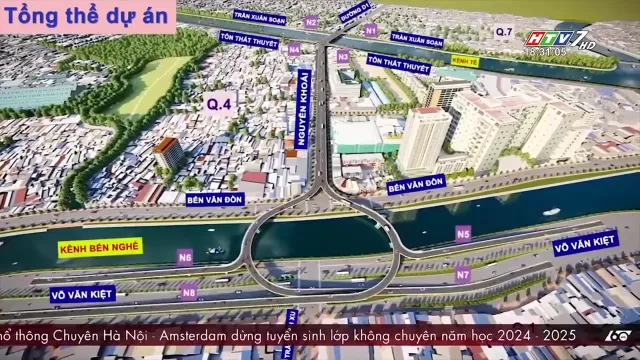 Tổng thể dự án
HTV7 HD
18:31:05
TRẦN XUÂN SOẠN
N2
ĐƯỜNG D1
N1
TRẦN XUÂN SOẠN
Q.7
TÔN THẤT THUYẾT
N4
N3
TÔN THẤT THUYẾT
KÊNH TẺ
NGUYỄN KHOÁI
Q.4
BẾN VÂN ĐỒN
BẾN VÂN ĐỒN
KÊNH BẾN NGHÉ
N6
N5
VÕ VĂN KIỆT
VÕ VĂN KIỆT
N8
N7
hổ thông Chuyên Hà Nội - Amsterdam dừng tuyển sinh lớp không chuyên năm học 2024 - 2025